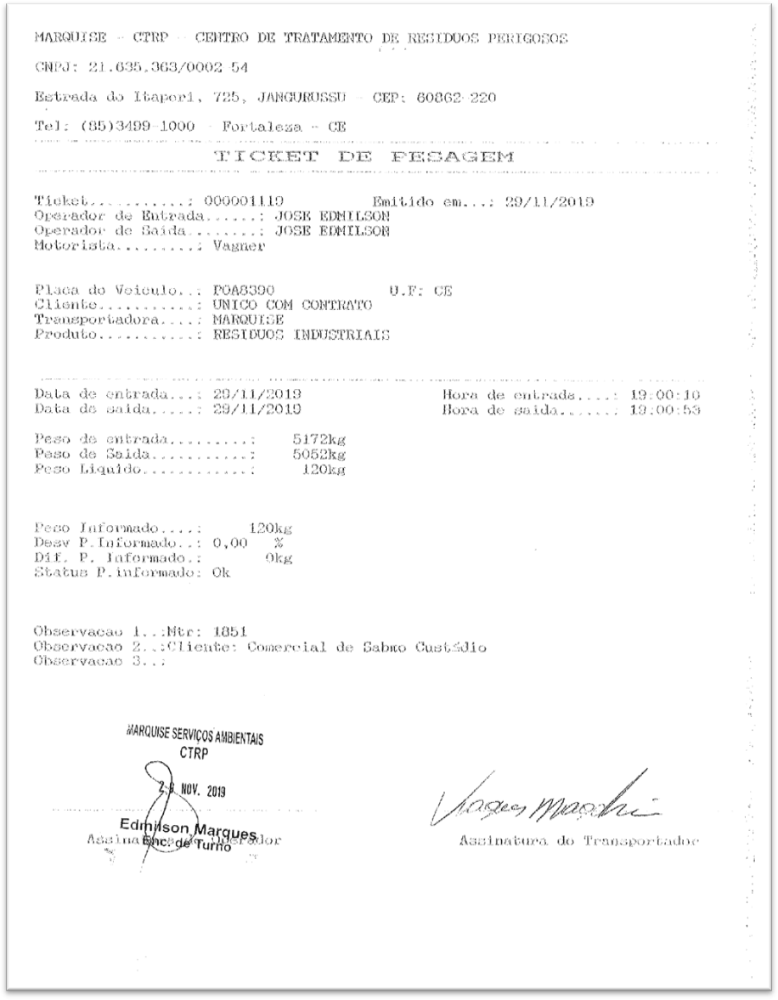 MARQUISE - CTRP - CENTRO DE TRATAMENTO DE RESIDUOS PERIGOSOS
CNPJ: 21.635.363/0002-54
Estrada do Itaperi, 725, JANGURUSSU - CEP: 60862-220
Tel: (85)3499-1000 - Fortaleza - CE
TICKET DE PESAGEM
Ticket...........: 000001119 Emitido em...: 29/11/2019
Operador de Entrada......: JOSE EDMILSON
Operador de Saida........: JOSE EDMILSON
Motorista.........: Vagner
Placa do Veiculo..: POA8390 U.F: CE
Cliente...........: UNICO COM CONTRATO
Transportadora....: MARQUISE
Produto...........: RESIDUOS INDUSTRIAIS
Data de entrada...: 29/11/2019 Hora de entrada....: 19:00:10
Data de saida.....: 29/11/2019 Hora de saida.......: 19:00:53
Peso de entrada.........: 5172kg
Peso de Saida...........: 5052kg
Peso Liquido............: 120kg
Peso Informado....: 120kg
Desv P.Informado..: 0,00 %
Dif. P. Informado.: 0kg
Status P.informado: Ok
Observacao 1..:Mtr: 1851
Observacao 2..:Cliente: Comercial de Sabmo Cust
Observacao 3..:
MARQUISE SERVIÇOS AMBIENTAIS
CTRP
NOV. 2019
Edmilson Marques
Enc. de Turno
Assinatura do Operador
Assinatura do Transportador